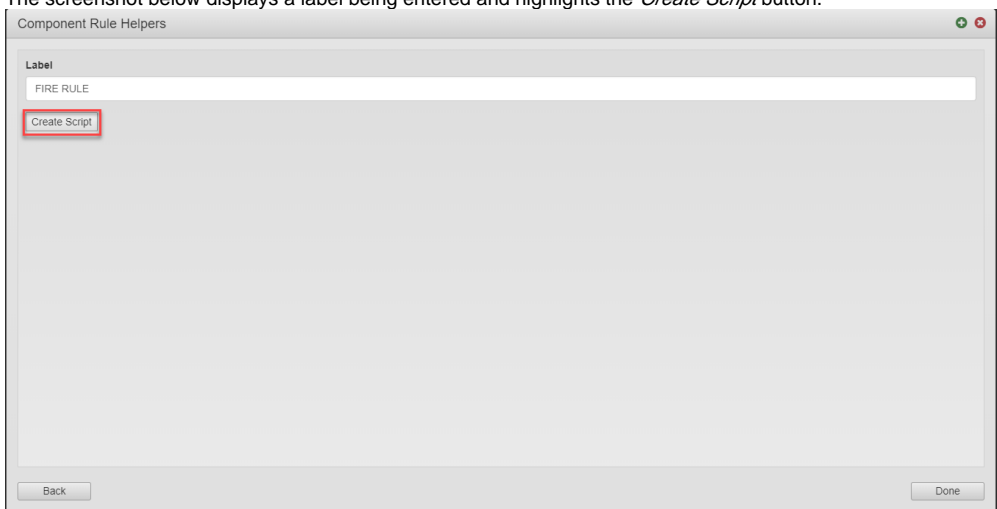 The screenshot below displays a label being entered and highlights the Create Script button.
Component Rule Helpers
Label
FIRE RULE
Create Script
Back
Done